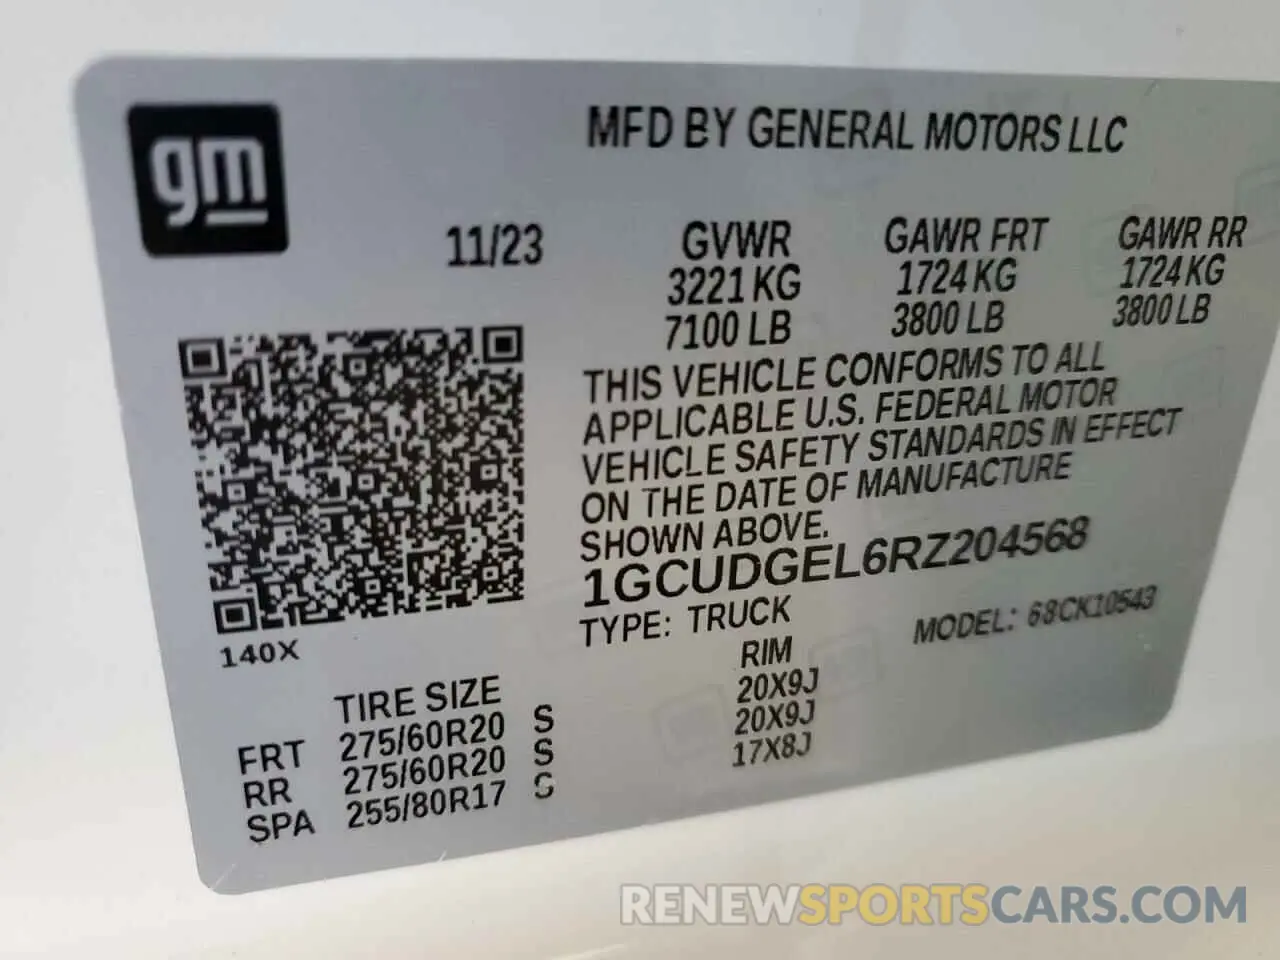 gm
MFD BY GENERAL MOTORS LLC
11/23 GVWR GAWR FRT GAWR RR
3221 KG 1724 KG 1724 KG
7100 LB 3800 LB 3800 LB
THIS VEHICLE CONFORMS TO ALL
APPLICABLE U.S. FEDERAL MOTOR
VEHICLE SAFETY STANDARDS IN EFFECT
ON THE DATE OF MANUFACTURE
SHOWN ABOVE.
1GCUDGEL6RZ204568
TYPE: TRUCK MODEL: 68CK10543
140X
TIRE SIZE RIM
FRT 275/60R20 S 20X9J
RR 275/60R20 S 20X9J
SPA 255/80R17 S 17X8J
RENEWSPORTSCARS.COM